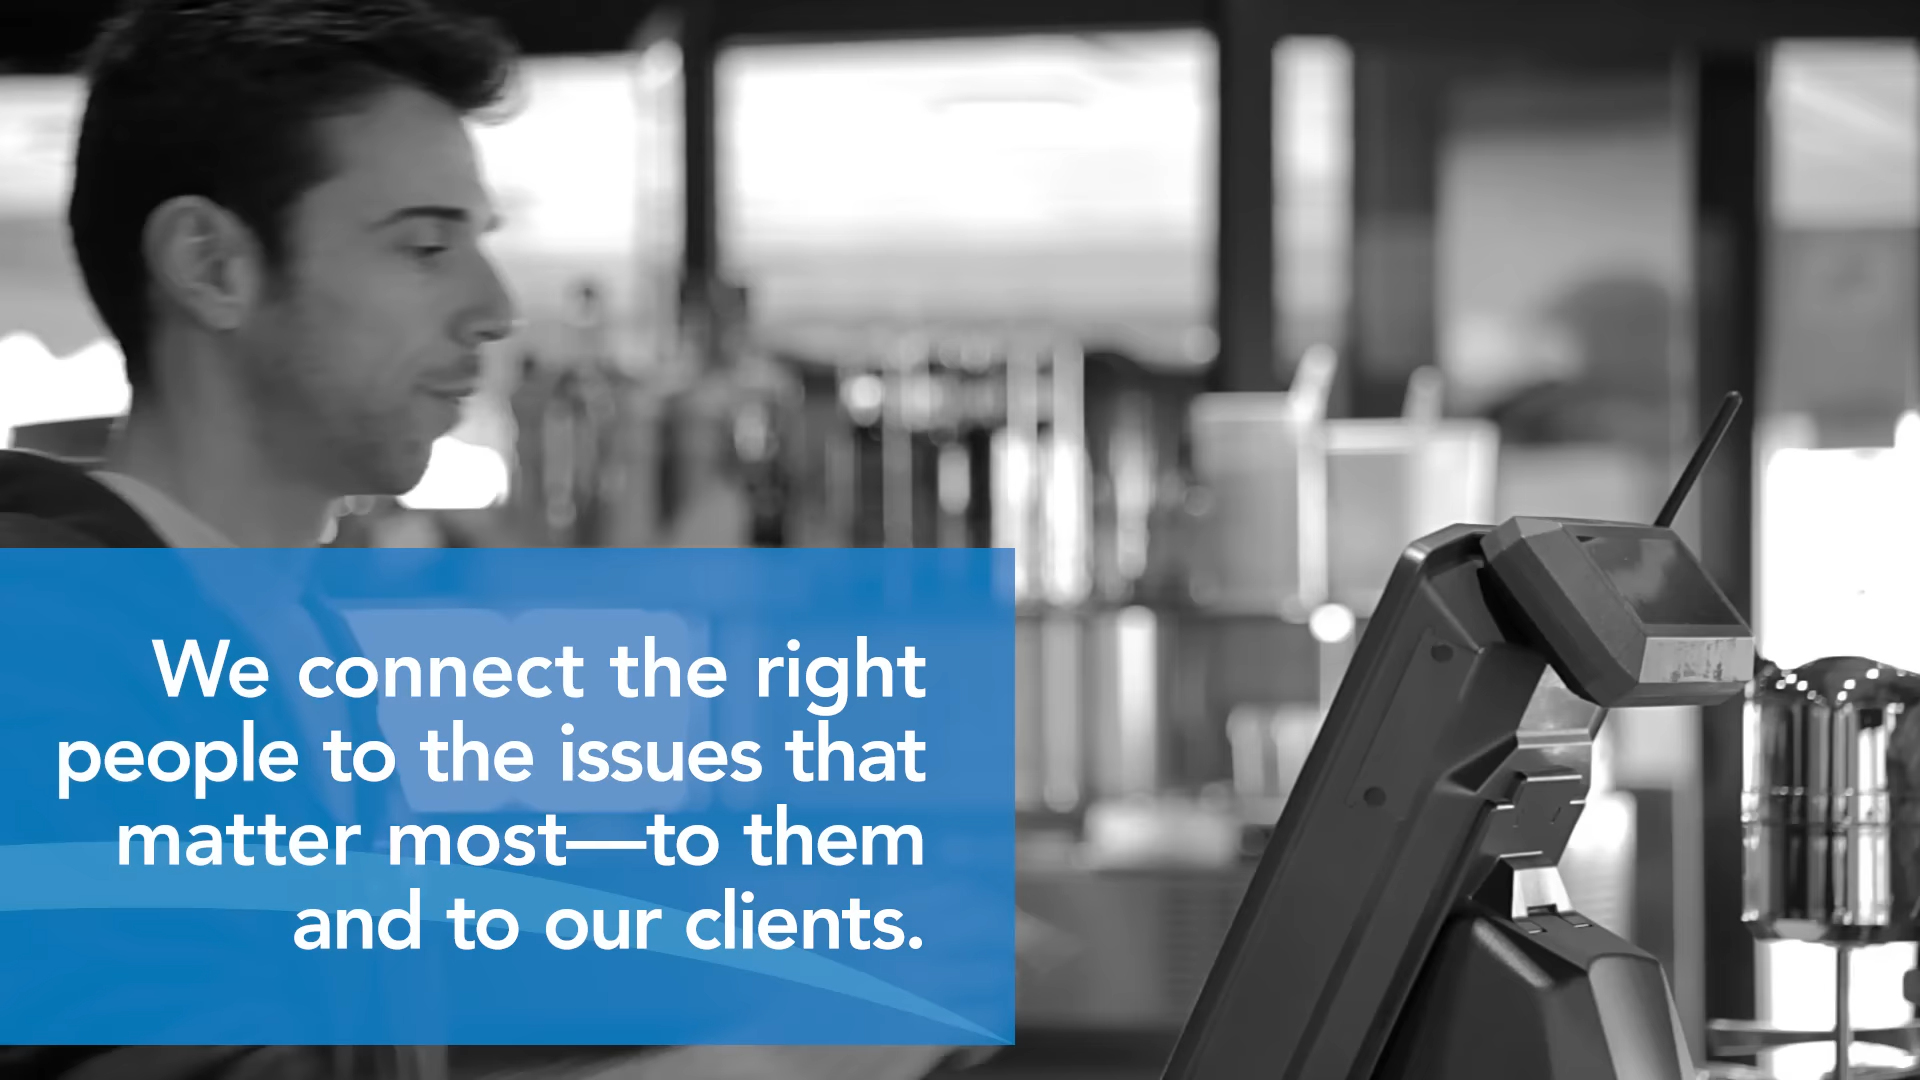 We connect the right
people to the issues that
matter most—to them
and to our clients.